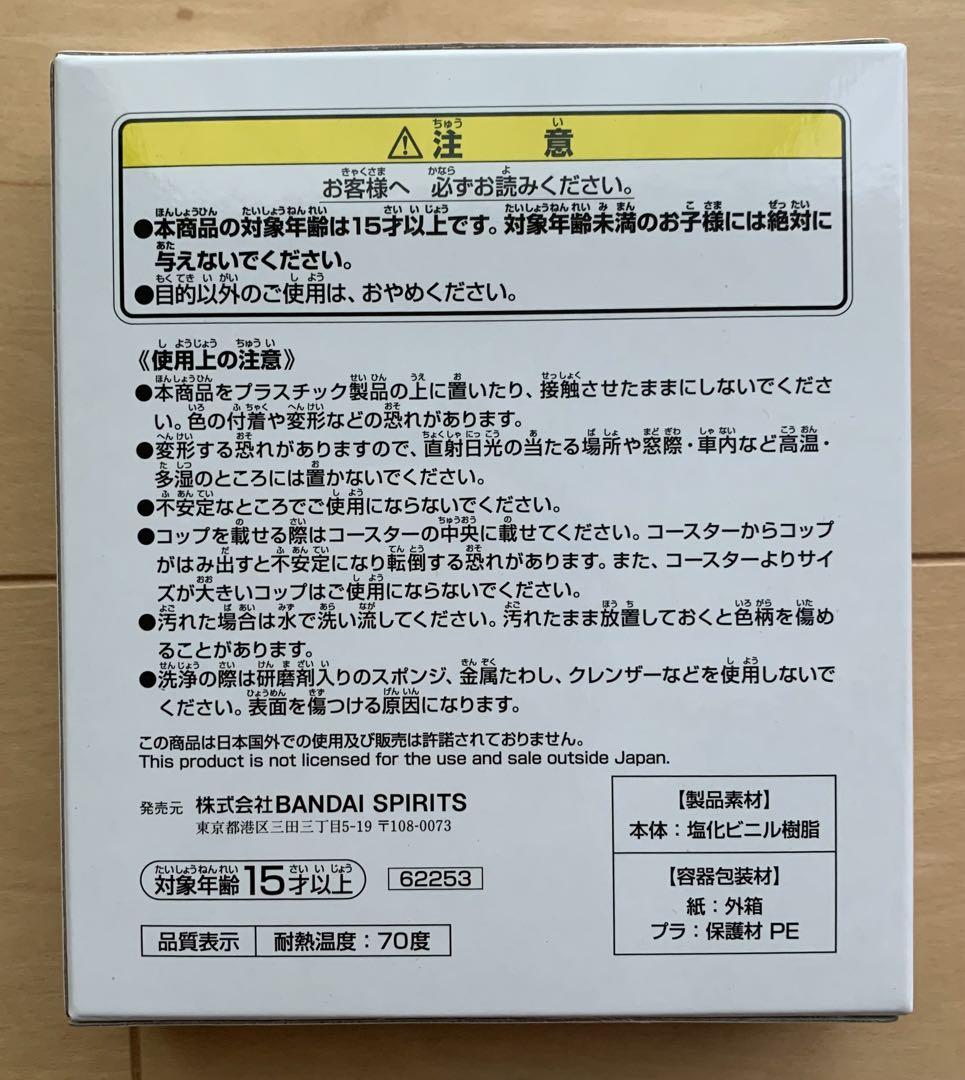 ⚠注 意
お客様へ 必ずお読みください。
●本商品の対象年齢は15才以上です。対象年齢未満のお子様には絶対に
与えないでください。
●目的以外のご使用は、おやめください。
《使用上の注意》
●本商品をプラスチック製品の上に置いたり、接触させたままにしないでくださ
い。色の付着や変形などの恐れがあります。
●変形する恐れがありますので、直射日光の当たる場所や窓際・車内など高温・
多湿のところには置かないでください。
●不安定なところでご使用にならないでください。
●コップを載せる際はコースターの中央に載せてください。コースターからコップ
がはみ出すと不安定になり転倒する恐れがあります。また、コースターよりサイ
ズが大きいコップはご使用にならないでください。
●汚れた場合は水で洗い流してください。汚れたまま放置しておくと色柄を傷め
ることがあります。
●洗浄の際は研磨剤入りのスポンジ、金属たわし、クレンザーなどを使用しないで
ください。表面を傷つける原因になります。
この商品は日本国外での使用及び販売は許諾されておりません。
This product is not licensed for the use and sale outside Japan.
発売元 株式会社BANDAI SPIRITS
東京都港区三田三丁目5-19 〒108-0073
対象年齢15才以上
62253
品質表示 耐熱温度：70度
【製品素材】
本体：塩化ビニル樹脂
【容器包装材】
紙：外箱
プラ：保護材 PE